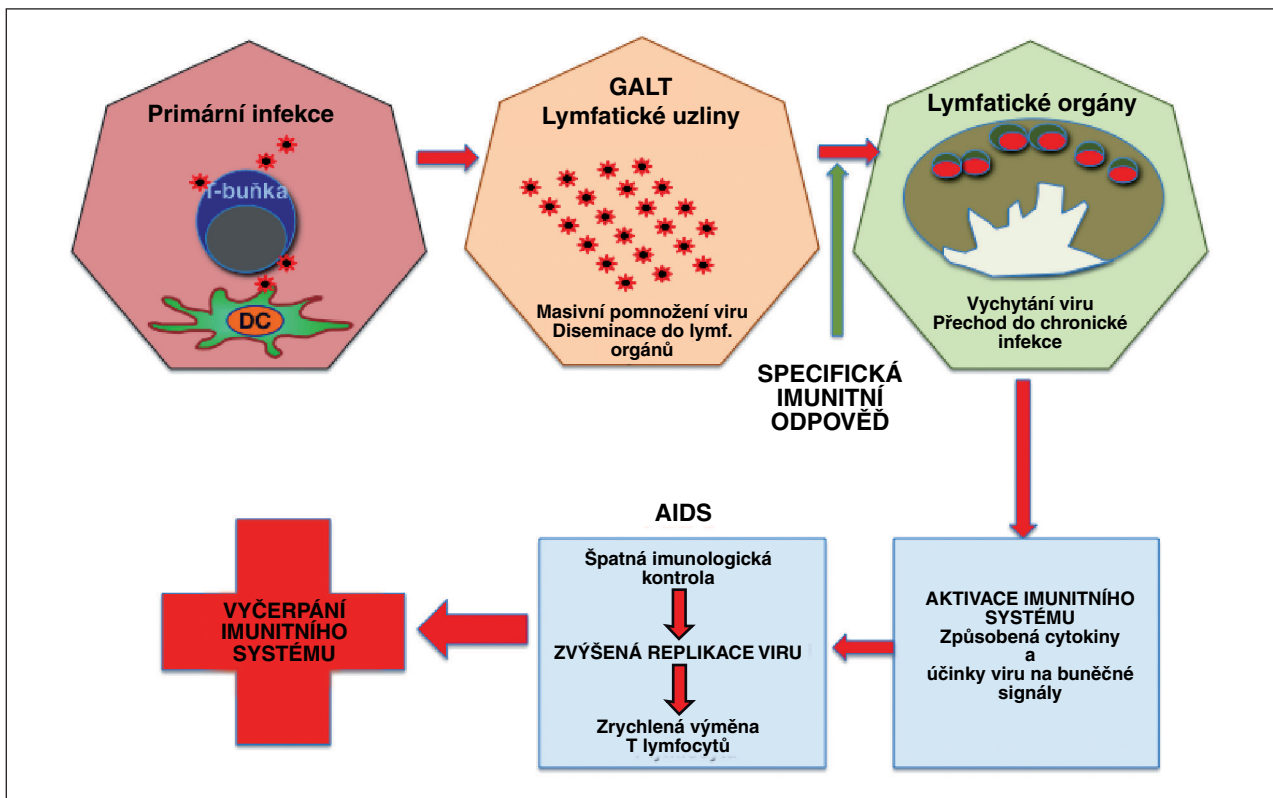 Primární infekce
T-buňka
DC
GALT
Lymfatické uzliny
Masivní pomnožení viru
Diseminace do lymf.
orgánů
SPECIFICKÁ
IMUNITNÍ
ODPOVĚĎ
Lymfatické orgány
Vychytání viru
Přechod do chronické
infekce
AKTIVACE IMUNITNÍHO
SYSTÉMU
Způsobená cytokiny
a
účinky viru na buněčné
signály
AIDS
Špatná imunologická
kontrola
ZVÝŠENÁ REPLIKACE VIRU
Zrychlená výměna
T lymfocytů
VYČERPÁNÍ
IMUNITNÍHO
SYSTÉMU